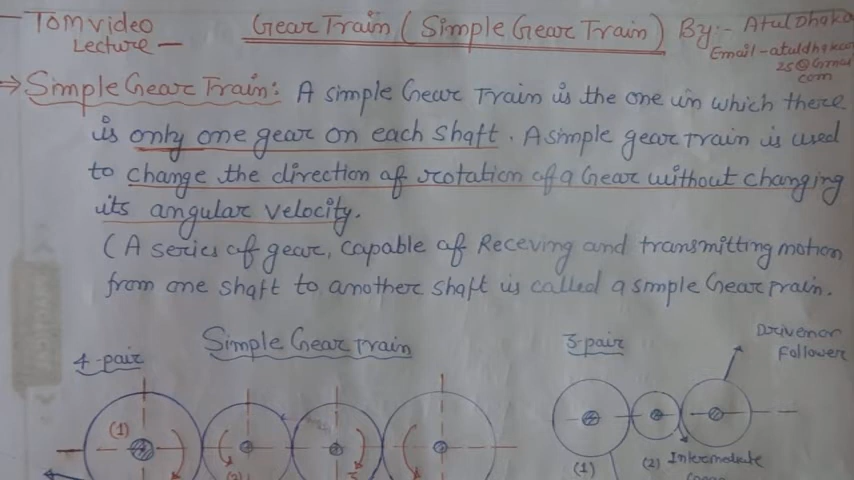 TOM video Lecture –
Gear Train (Simple Gear Train)
By:- Atul Dhaka
Email-atuldhakar
25@Gmai
com
→ Simple Gear Train: A simple Gear Train is the one in which there
is only one gear on each shaft. A simple gear train is used
to change the direction of rotation of a Gear without changing
its angular velocity.
(A series of gear, capable of Receving and transmitting motion
from one shaft to another shaft is called a simple Gear train.
Simple Gear Train
4-pair
3-pair
Driven or
Follower
(1)
(2)
3
(1)
(2) Intermediate